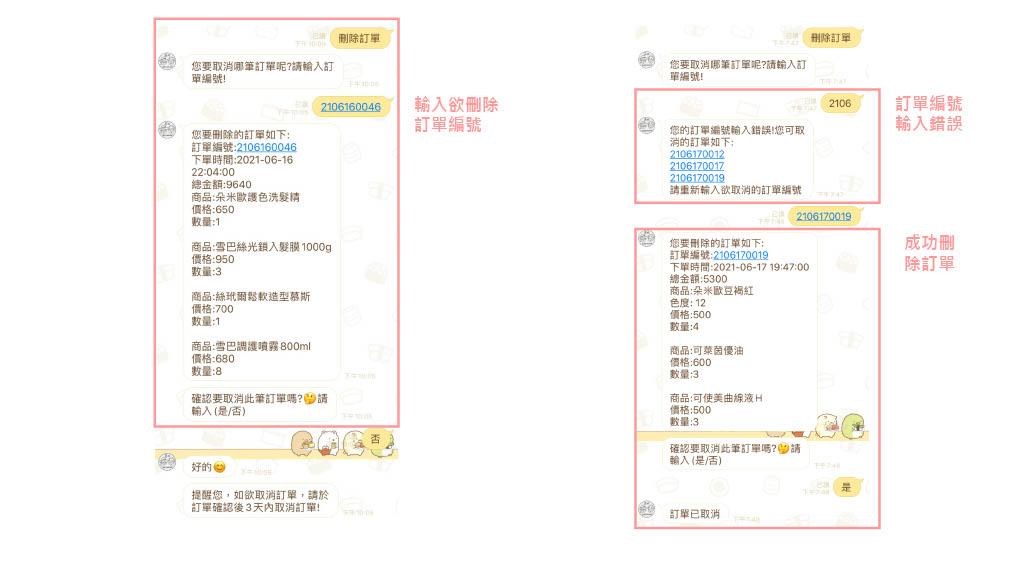 已讀
下午10:05
刪除訂單
您要取消哪筆訂單呢?請輸入訂
單編號!
下午10:05
已讀
下午10:05
2106160046
您要刪除的訂單如下:
訂單編號:2106160046
下單時間:2021-06-16
22:04:00
總金額:9640
商品:朵米歐護色洗髮精
價格:650
數量:1
商品:雪巴絲光鎖入髮膜1000g
價格:950
數量:3
商品:絲玳爾鬆軟造型慕斯
價格:700
數量:1
商品:雪巴調護噴霧800ml
價格:680
數量:8
下午10:05
確認要取消此筆訂單嗎?🤔請
輸入(是/否)
下午10:05
否
好的😊
下午10:05
提醒您，如欲取消訂單，請於
訂單確認後3天內取消訂單!
下午10:05
輸入欲刪除
訂單編號
已讀
下午7:47
刪除訂單
您要取消哪筆訂單呢?請輸入訂
單編號!
下午7:47
已讀
下午7:47
2106
您的訂單編號輸入錯誤!您可取
消的訂單如下:
2106170012
2106170017
2106170019
請重新輸入欲取消的訂單編號
下午7:47
訂單編號
輸入錯誤
已讀
下午7:48
2106170019
您要刪除的訂單如下:
訂單編號:2106170019
下單時間:2021-06-17 19:47:00
總金額:5300
商品:朵米歐豆褐紅
色度: 12
價格:500
數量:4
商品:可萊茵優油
價格:600
數量:3
商品:可使美曲線液H
價格:500
數量:3
確認要取消此筆訂單嗎?🤔請
輸入(是/否)
下午7:48
已讀
下午7:48
是
訂單已取消
下午7:48
成功刪
除訂單